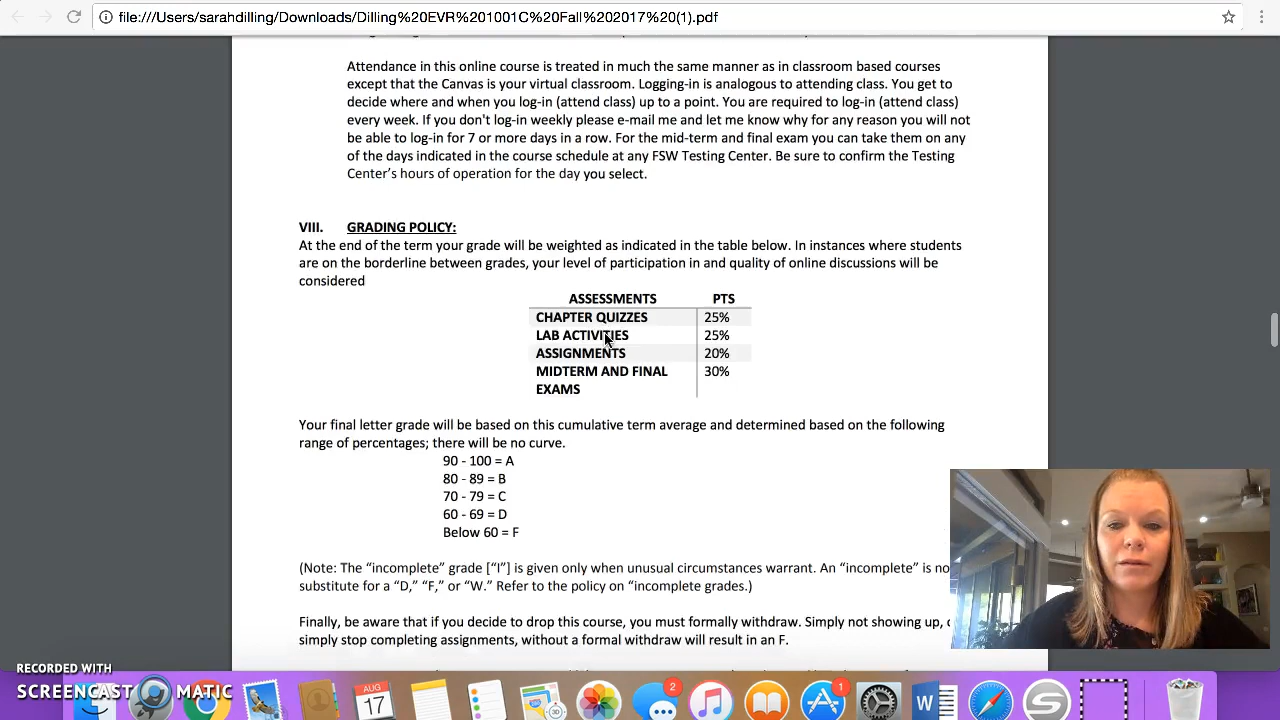 file:///Users/sarahdilling/Downloads/Dilling%20EVR%201001C%20Fall%202017%20(1).pdf
Attendance in this online course is treated in much the same manner as in classroom based courses
except that the Canvas is your virtual classroom. Logging-in is analogous to attending class. You get to
decide where and when you log-in (attend class) up to a point. You are required to log-in (attend class)
every week. If you don't log-in weekly please e-mail me and let me know why for any reason you will not
be able to log-in for 7 or more days in a row. For the mid-term and final exam you can take them on any
of the days indicated in the course schedule at any FSW Testing Center. Be sure to confirm the Testing
Center's hours of operation for the day you select.
VIII. GRADING POLICY:
At the end of the term your grade will be weighted as indicated in the table below. In instances where students
are on the borderline between grades, your level of participation in and quality of online discussions will be
considered
ASSESSMENTS PTS
CHAPTER QUIZZES 25%
LAB ACTIVITIES 25%
ASSIGNMENTS 20%
MIDTERM AND FINAL 30%
EXAMS
Your final letter grade will be based on this cumulative term average and determined based on the following
range of percentages; there will be no curve.
90 - 100 = A
80 - 89 = B
70 - 79 = C
60 - 69 = D
Below 60 = F
(Note: The “incomplete” grade [“I”] is given only when unusual circumstances warrant. An “incomplete” is no
substitute for a “D,” “F,” or “W.” Refer to the policy on “incomplete grades.)
Finally, be aware that if you decide to drop this course, you must formally withdraw. Simply not showing up,
simply stop completing assignments, without a formal withdraw will result in an F.
RECORDED WITH
SCREENCAST MATIC
AUG
17
2
1
W
S